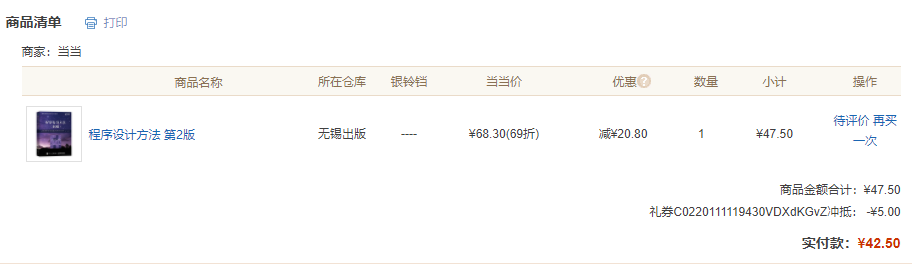 商品清单 打印
商家：当当
商品名称 所在仓库 银铃铛 当当价 优惠? 数量 小计 操作
程序设计方法 第2版 无锡出版 ---- ¥68.30(69折) 减¥20.80 1 ¥47.50 待评价 再买
一次
商品金额合计：¥47.50
礼券C0220111119430VDXdKGvZ冲抵： -¥5.00
实付款：¥42.50